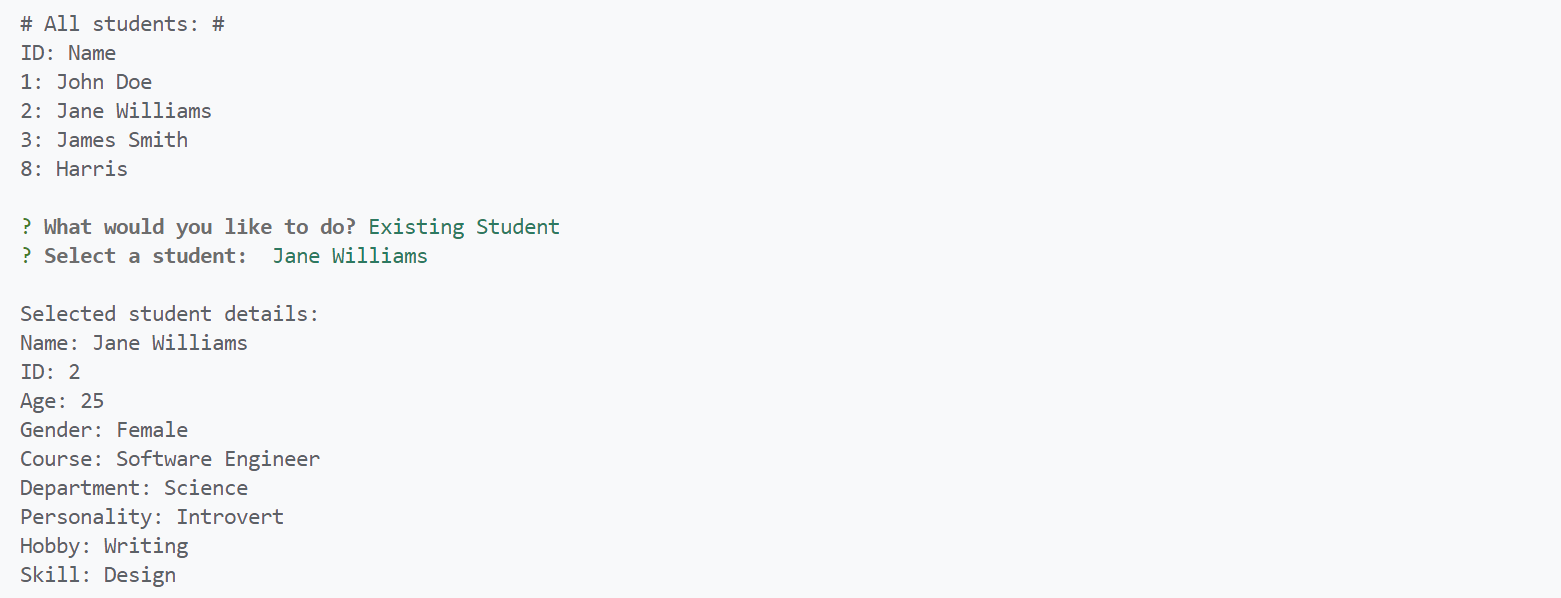 # All students: #
ID: Name
1: John Doe
2: Jane Williams
3: James Smith
8: Harris
? What would you like to do? Existing Student
? Select a student:  Jane Williams
Selected student details:
Name: Jane Williams
ID: 2
Age: 25
Gender: Female
Course: Software Engineer
Department: Science
Personality: Introvert
Hobby: Writing
Skill: Design